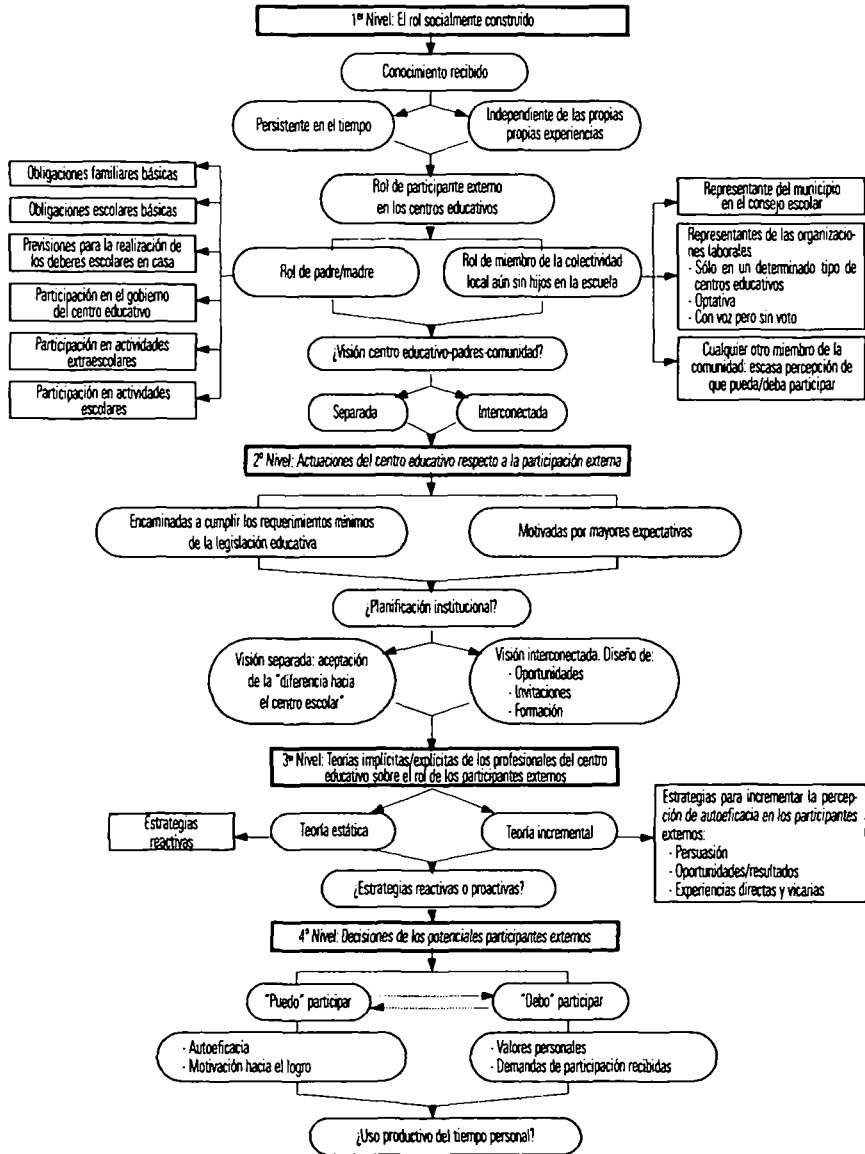 1er Nivel: El rol socialmente construido
Conocimiento recibido
Persistente en el tiempo
Independiente de las propias
propias experiencias
Obligaciones familiares básicas
Obligaciones escolares básicas
Previsiones para la realización de
los deberes escolares en casa
Participación en el gobierno
del centro educativo
Participación en actividades
extraescolares
Participación en actividades
escolares
Rol de participante externo
en los centros educativos
Rol de padre/madre
Rol de miembro de la colectividad
local aún sin hijos en la escuela
Representante del municipio
en el consejo escolar
Representantes de las organizacio-
nes laborales
- Sólo en un determinado tipo de
centros educativos
- Optativa
- Con voz pero sin voto
Cualquier otro miembro de la
comunidad: escasa percepción de
que pueda/deba participar
¿Visión centro educativo-padres-comunidad?
Separada
Interconectada
2º Nivel: Actuaciones del centro educativo respecto a la participación externa
Encaminadas a cumplir los requerimientos mínimos
de la legislación educativa
Motivadas por mayores expectativas
¿Planificación institucional?
Visión separada: aceptación
de la "diferencia hacia
el centro escolar"
Visión interconectada. Diseño de:
- Oportunidades
- Invitaciones
- Formación
3er Nivel: Teorías implícitas/explícitas de los profesionales del centro
educativo sobre el rol de los participantes externos
Estrategias
reactivas
Teoría estática
Teoría incremental
Estrategias para incrementar la percep-
ción de autoeficacia en los participantes
externos:
- Persuasión
- Oportunidades/resultados
- Experiencias directas y vicarias
¿Estrategias reactivas o proactivas?
4º Nivel: Decisiones de los potenciales participantes externos
"Puedo" participar
"Debo" participar
- Autoeficacia
- Motivación hacia el logro
- Valores personales
- Demandas de participación recibidas
¿Uso productivo del tiempo personal?